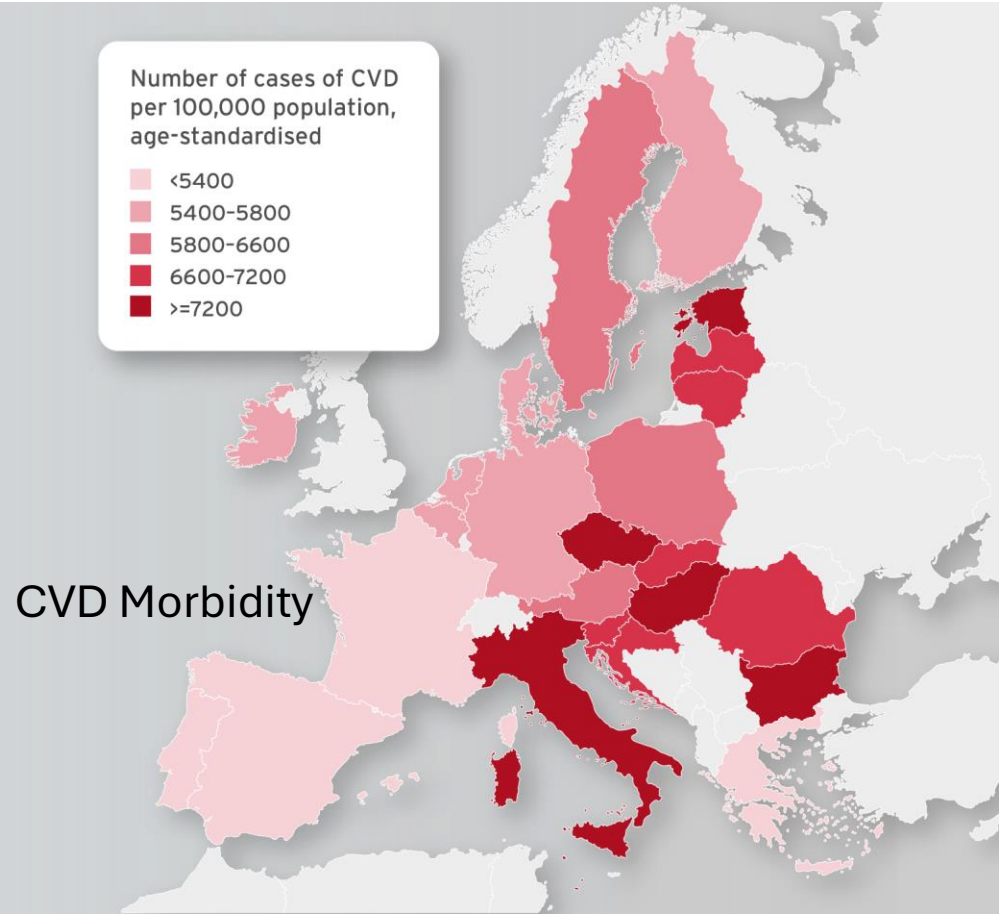 Number of cases of CVD
per 100,000 population,
age-standardised
<5400
5400-5800
5800-6600
6600-7200
>=7200
CVD Morbidity